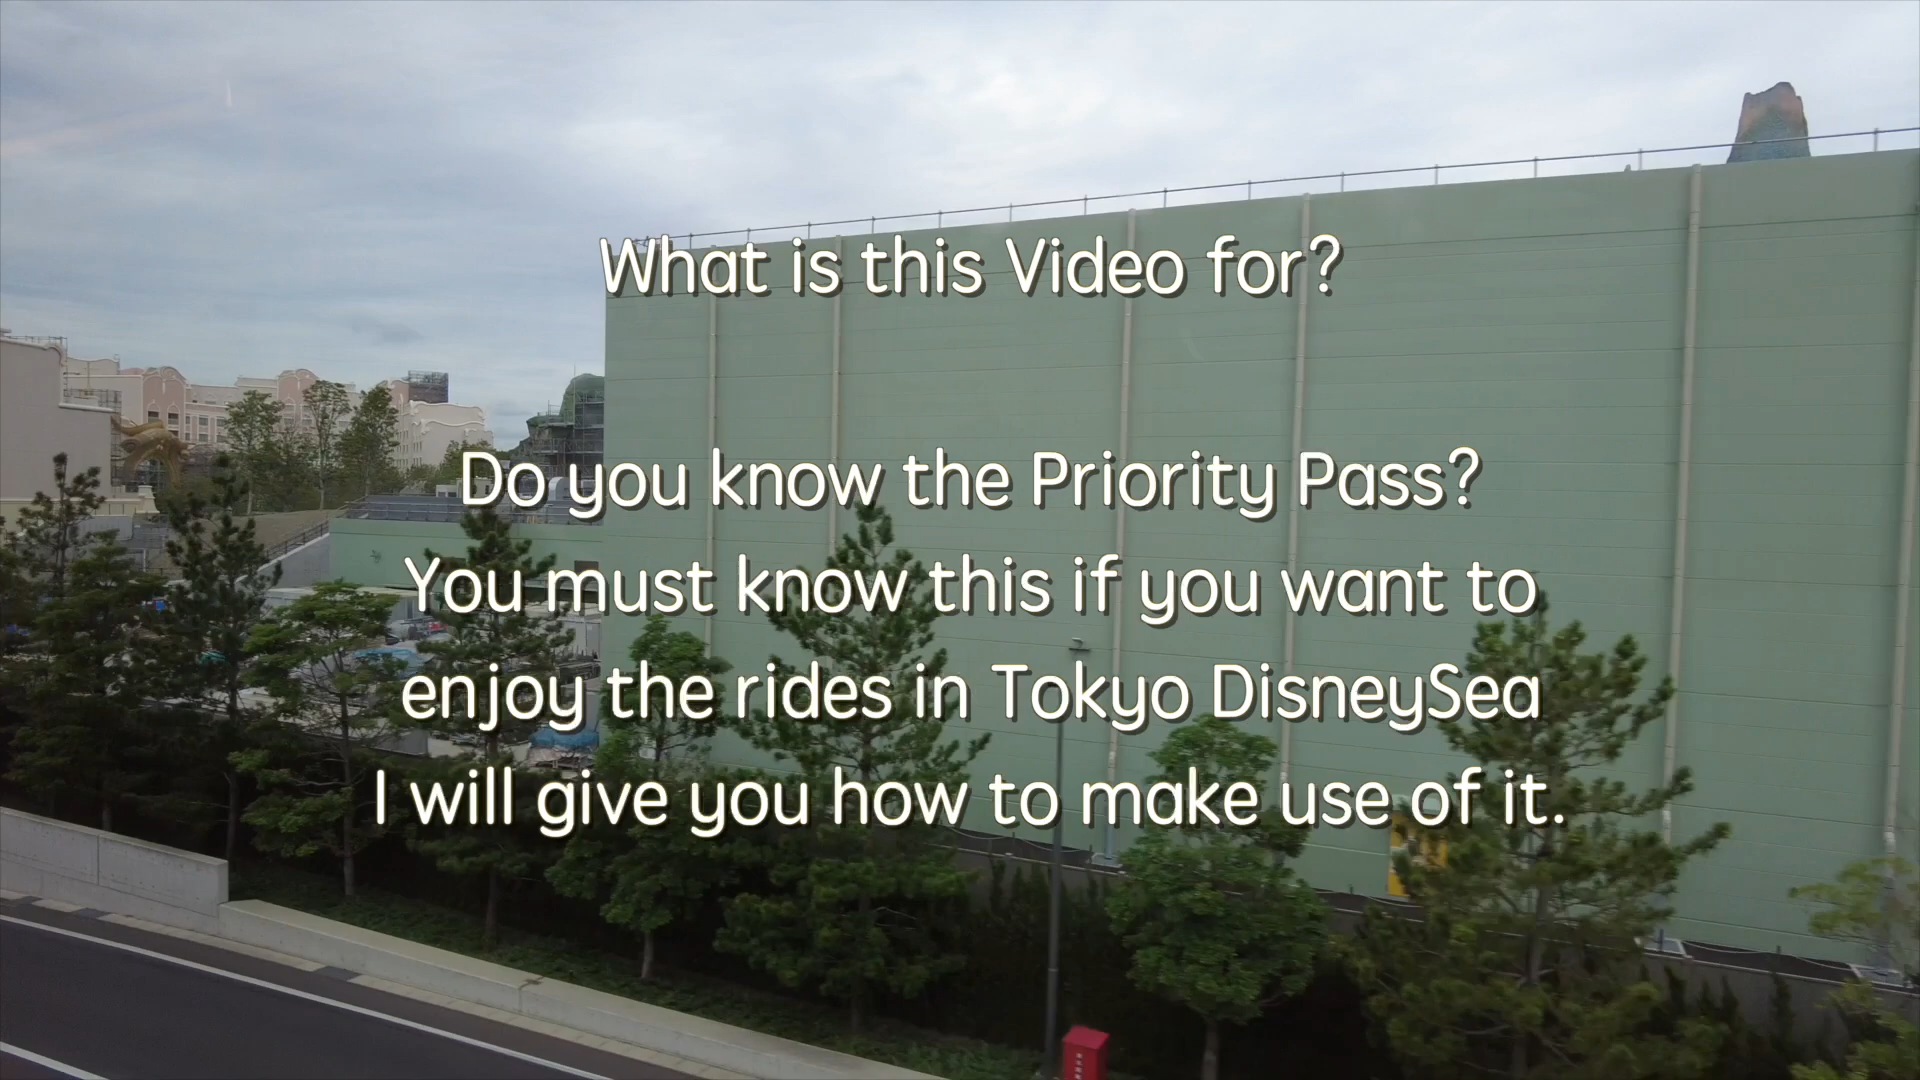 What is this Video for?
Do you know the Priority Pass?
You must know this if you want to
enjoy the rides in Tokyo DisneySea
I will give you how to make use of it.